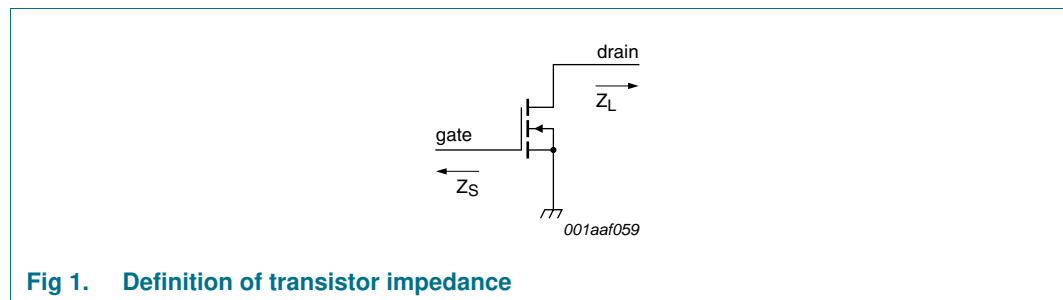 drain
Z_L
gate
Z_S
001aaf059
Fig 1. Definition of transistor impedance